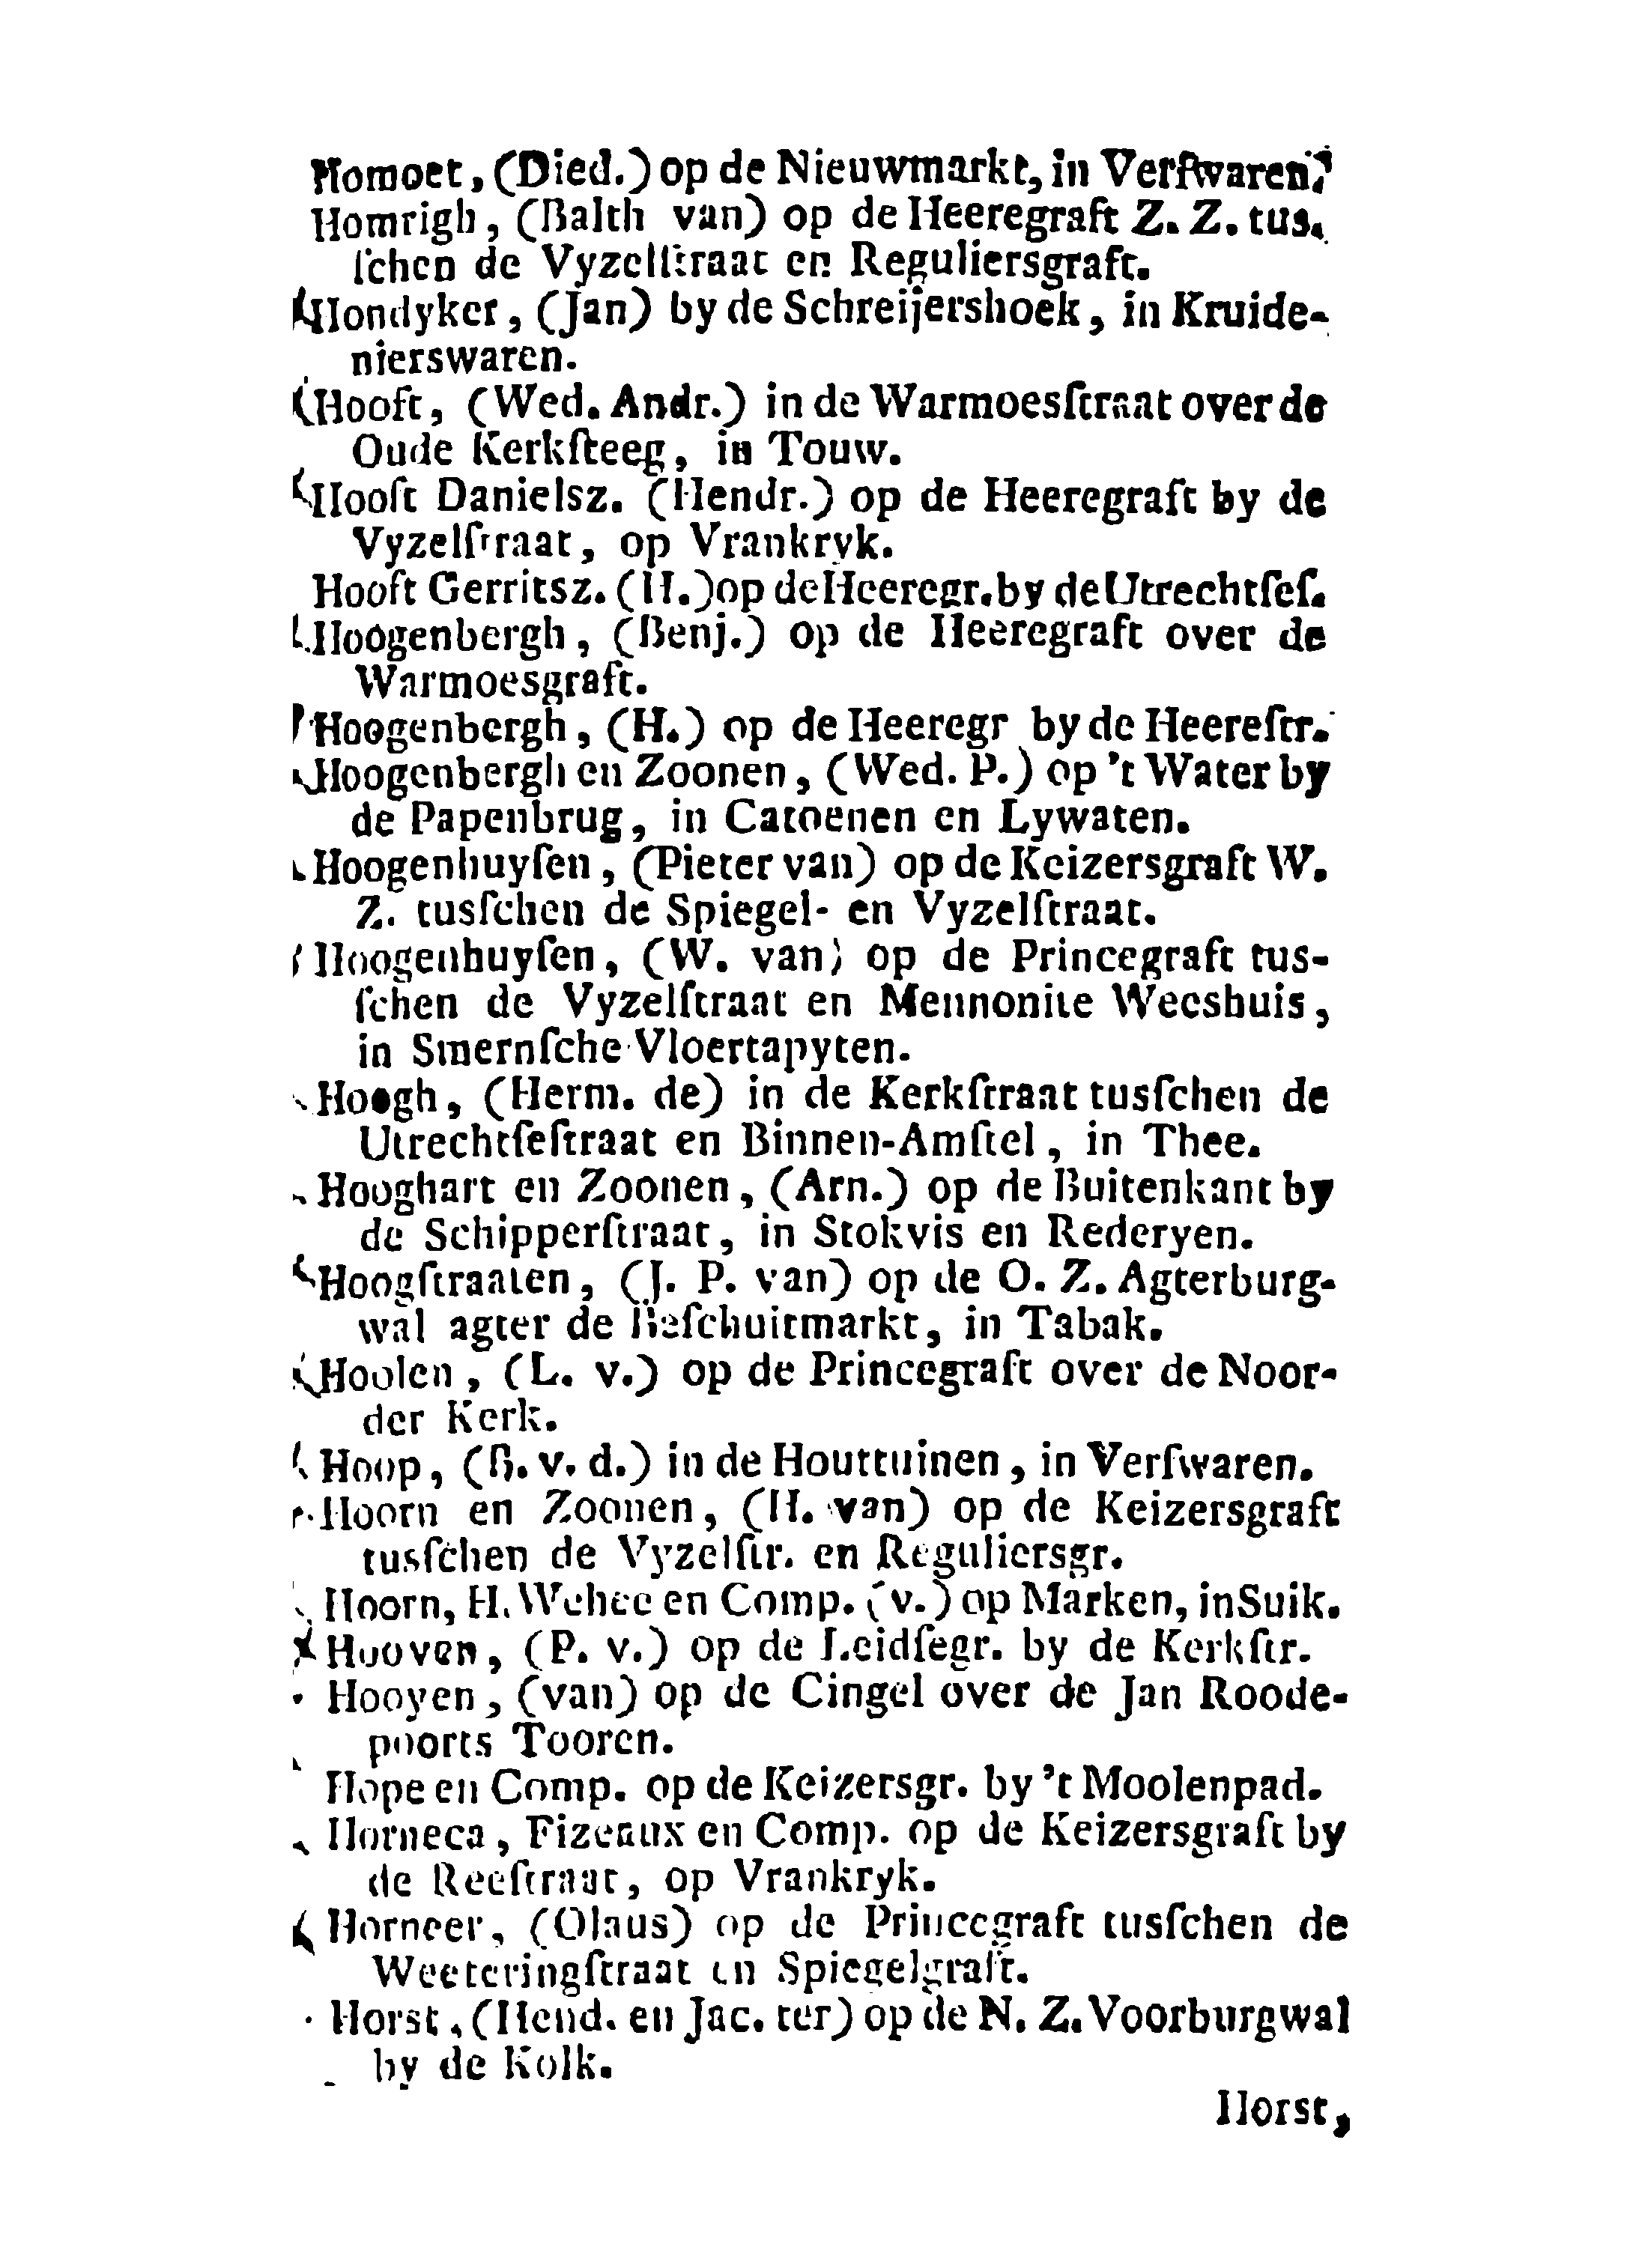 Homoet, (Died.) op de Nieuwmarkt, in Verfwaren.
Homrigh, (Balth van) op de Heeregraft Z. Z. tus-
ſchen de Vyzelſtraat en Reguliersgraft.
Hondyker, (Jan) by de Schreijershoek, in Kruide-
nierswaren.
Hooft, (Wed. Andr.) in de Warmoesſtraat over de
Oude Kerkſteeg, in Touw.
Hooft Danielsz. (Hendr.) op de Heeregraft by de
Vyzelſtraat, op Vrankryk.
Hooft Gerritsz. (H.) op de Heeregr. by de Utrechtſeſ.
Hoogenbergh, (Benj.) op de Heeregraft over de
Warmoesgraft.
Hoogenbergh, (H.) op de Heeregr by de Heereſtr.
Hoogenbergh en Zoonen, (Wed. P.) op 't Water by
de Papenbrug, in Catoenen en Lywaten.
Hoogenhuyſen, (Pieter van) op de Keizersgraft W.
Z. tusſchen de Spiegel- en Vyzelſtraat.
Hoogenhuyſen, (W. van) op de Princegraft tus-
ſchen de Vyzelſtraat en Mennonite Weeshuis,
in Smernſche Vloertapyten.
Hoogh, (Herm. de) in de Kerkſtraat tusſchen de
Utrechtſeſtraat en Binnen-Amſtel, in Thee.
Hooghart en Zoonen, (Arn.) op de Buitenkant by
de Schipperſtraat, in Stokvis en Rederyen.
Hoogſtraaten, (J. P. van) op de O. Z. Agterburg-
wal agter de Beſchuitmarkt, in Tabak.
Hoolen, (L. v.) op de Princegraft over de Noor-
der Kerk.
Hoop, (B. v. d.) in de Houttuinen, in Verfwaren.
Hoorn en Zoonen, (H. van) op de Keizersgraft
tusſchen de Vyzelſtr. en Reguliersgr.
Hoorn, H. Wehee en Comp. (v.) op Marken, in Suik.
Hooven, (P. v.) op de Leidſegr. by de Kerkſtr.
Hooyen, (van) op de Cingel over de Jan Roode-
poorts Tooren.
Hope en Comp. op de Keizersgr. by 't Moolenpad.
Horneca, Fizeaux en Comp. op de Keizersgraft by
de Reeſtraat, op Vrankryk.
Horneer, (Olaus) op de Princegraft tusſchen de
Weeteringſtraat en Spiegelgraft.
Horst, (Hend. en Jac. ter) op de N. Z. Voorburgwal
by de Kolk.
Horst,